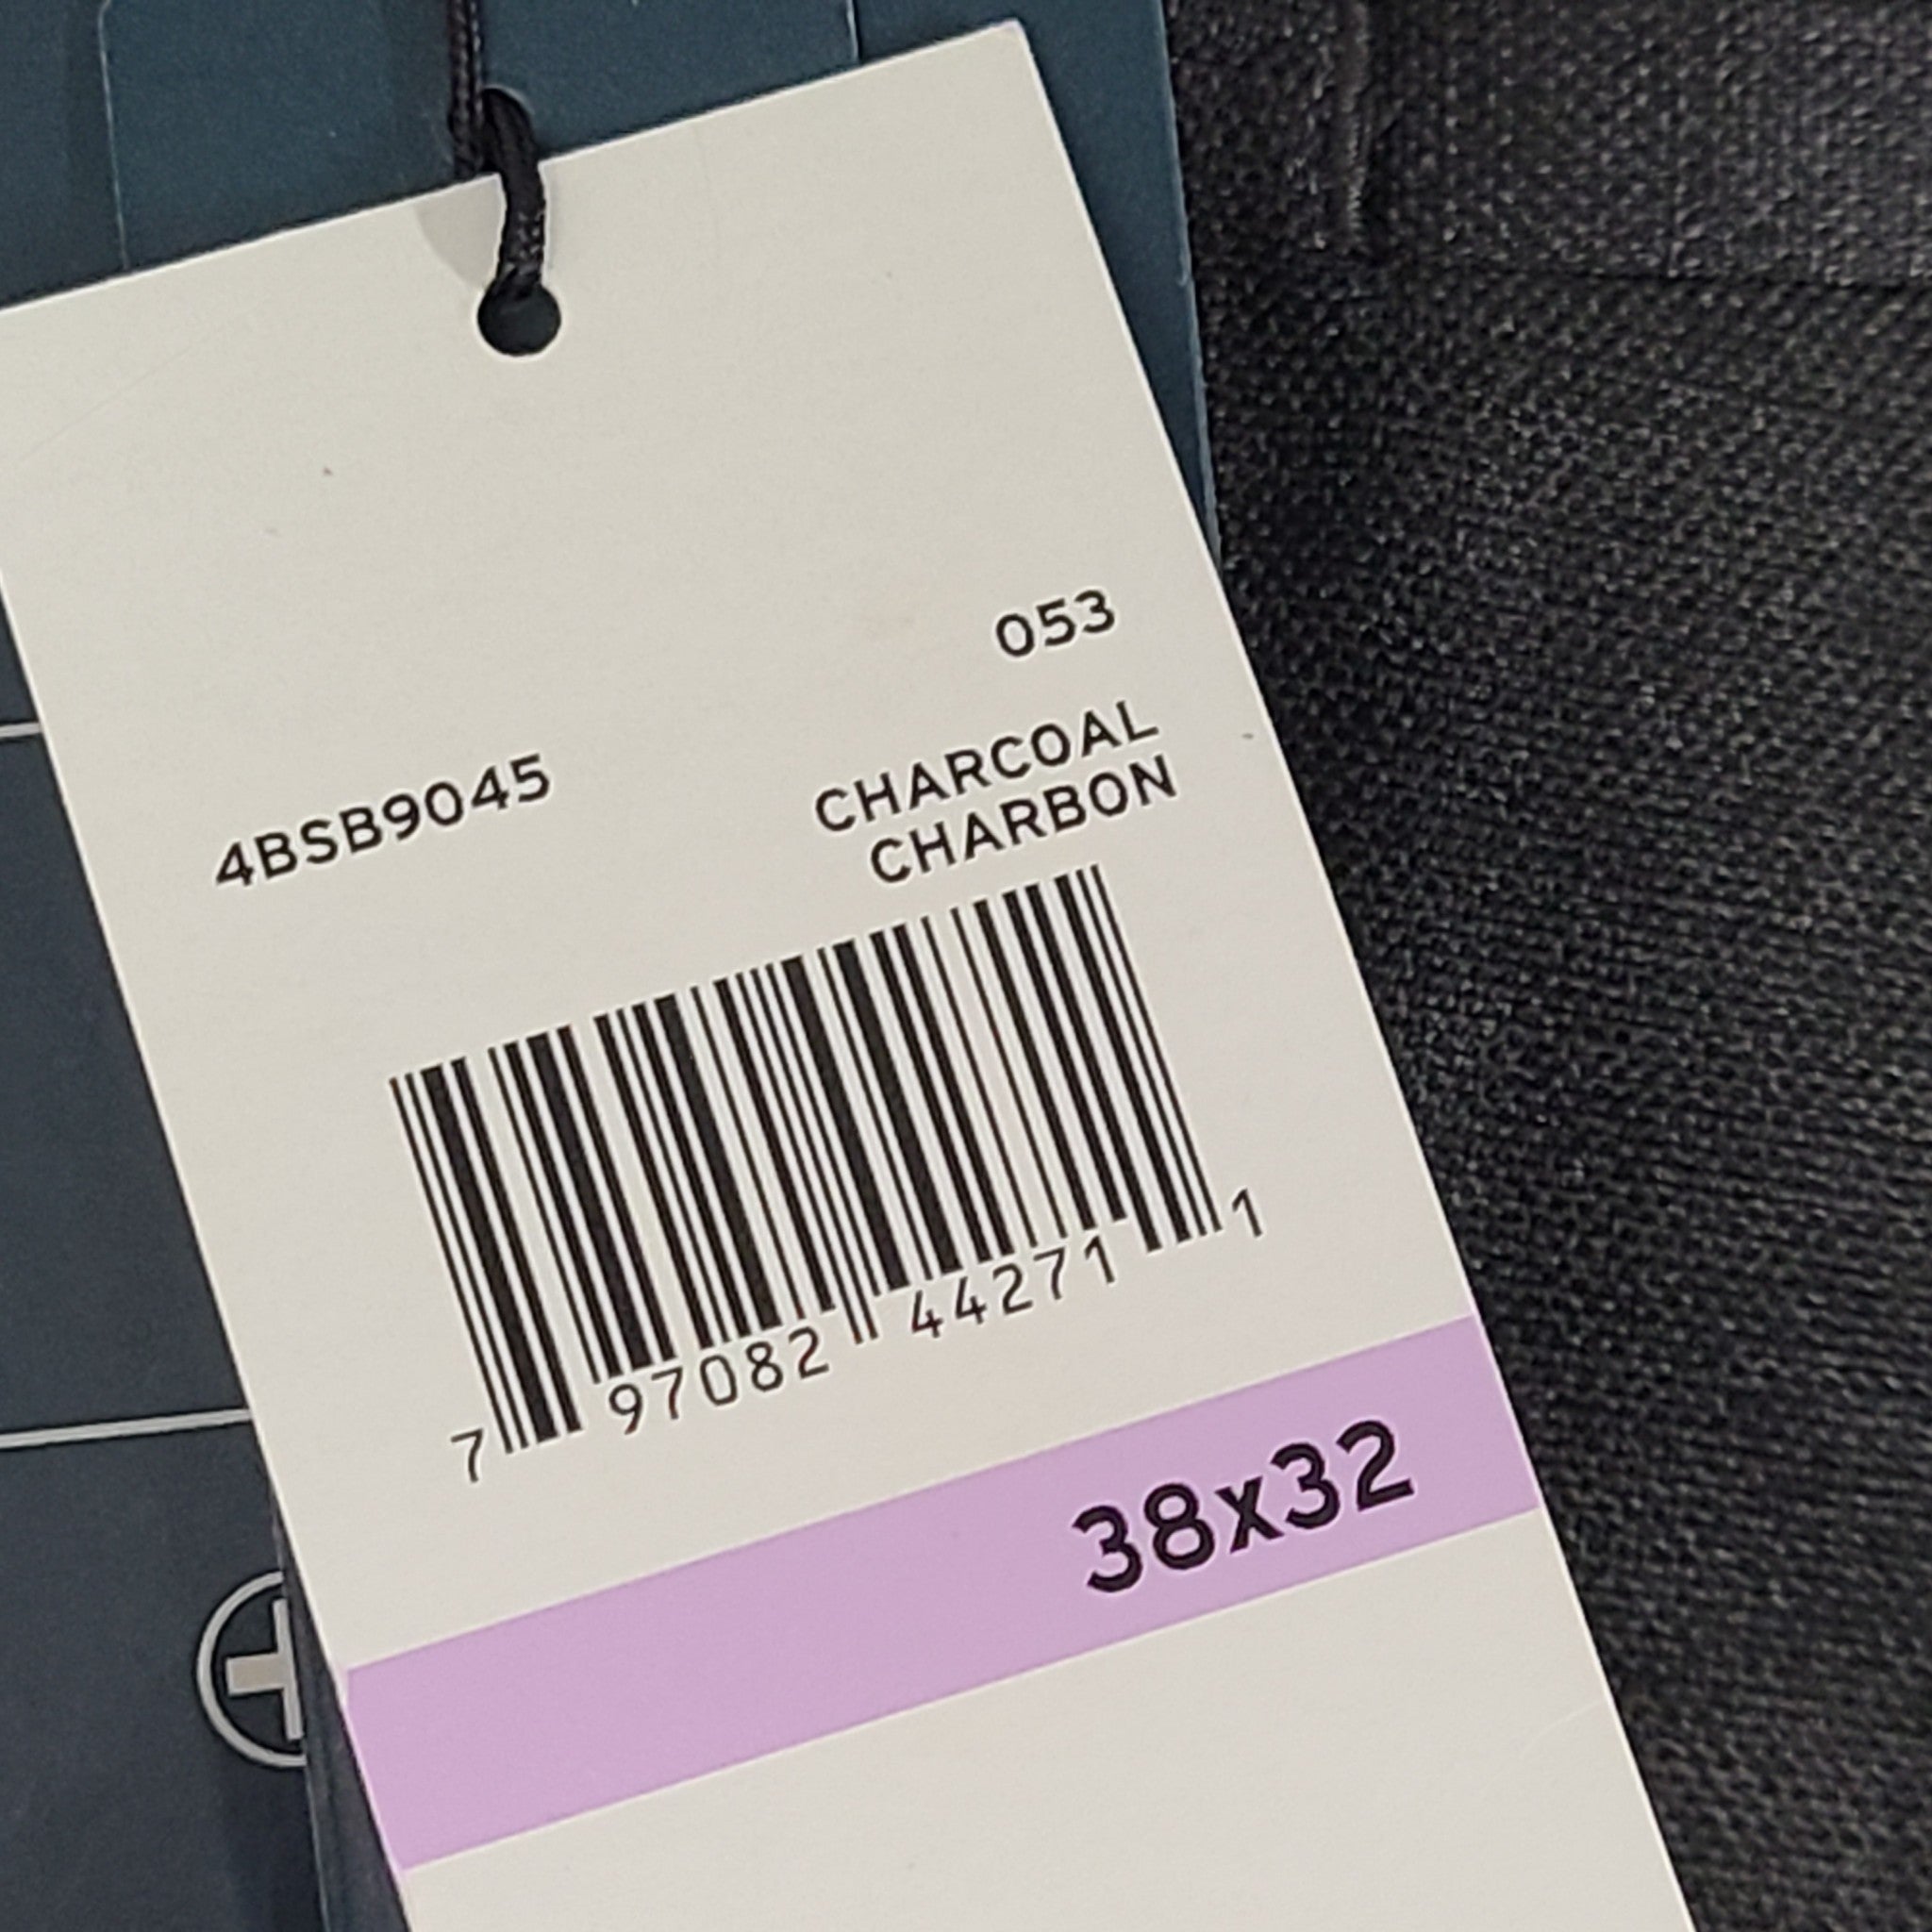 053
4BSB9045
CHARCOAL
CHARBON
7 97082 44271 1
38x32